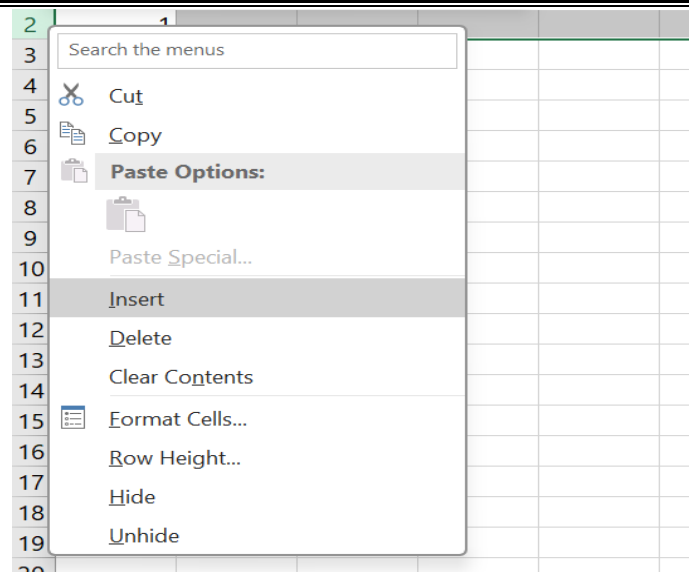 2 1
Search the menus
3
4 Cut
5
6 Copy
7 Paste Options:
8
9
10 Paste Special...
11 Insert
12 Delete
13
14 Clear Contents
15 Format Cells...
16 Row Height...
17
18 Hide
19 Unhide
20